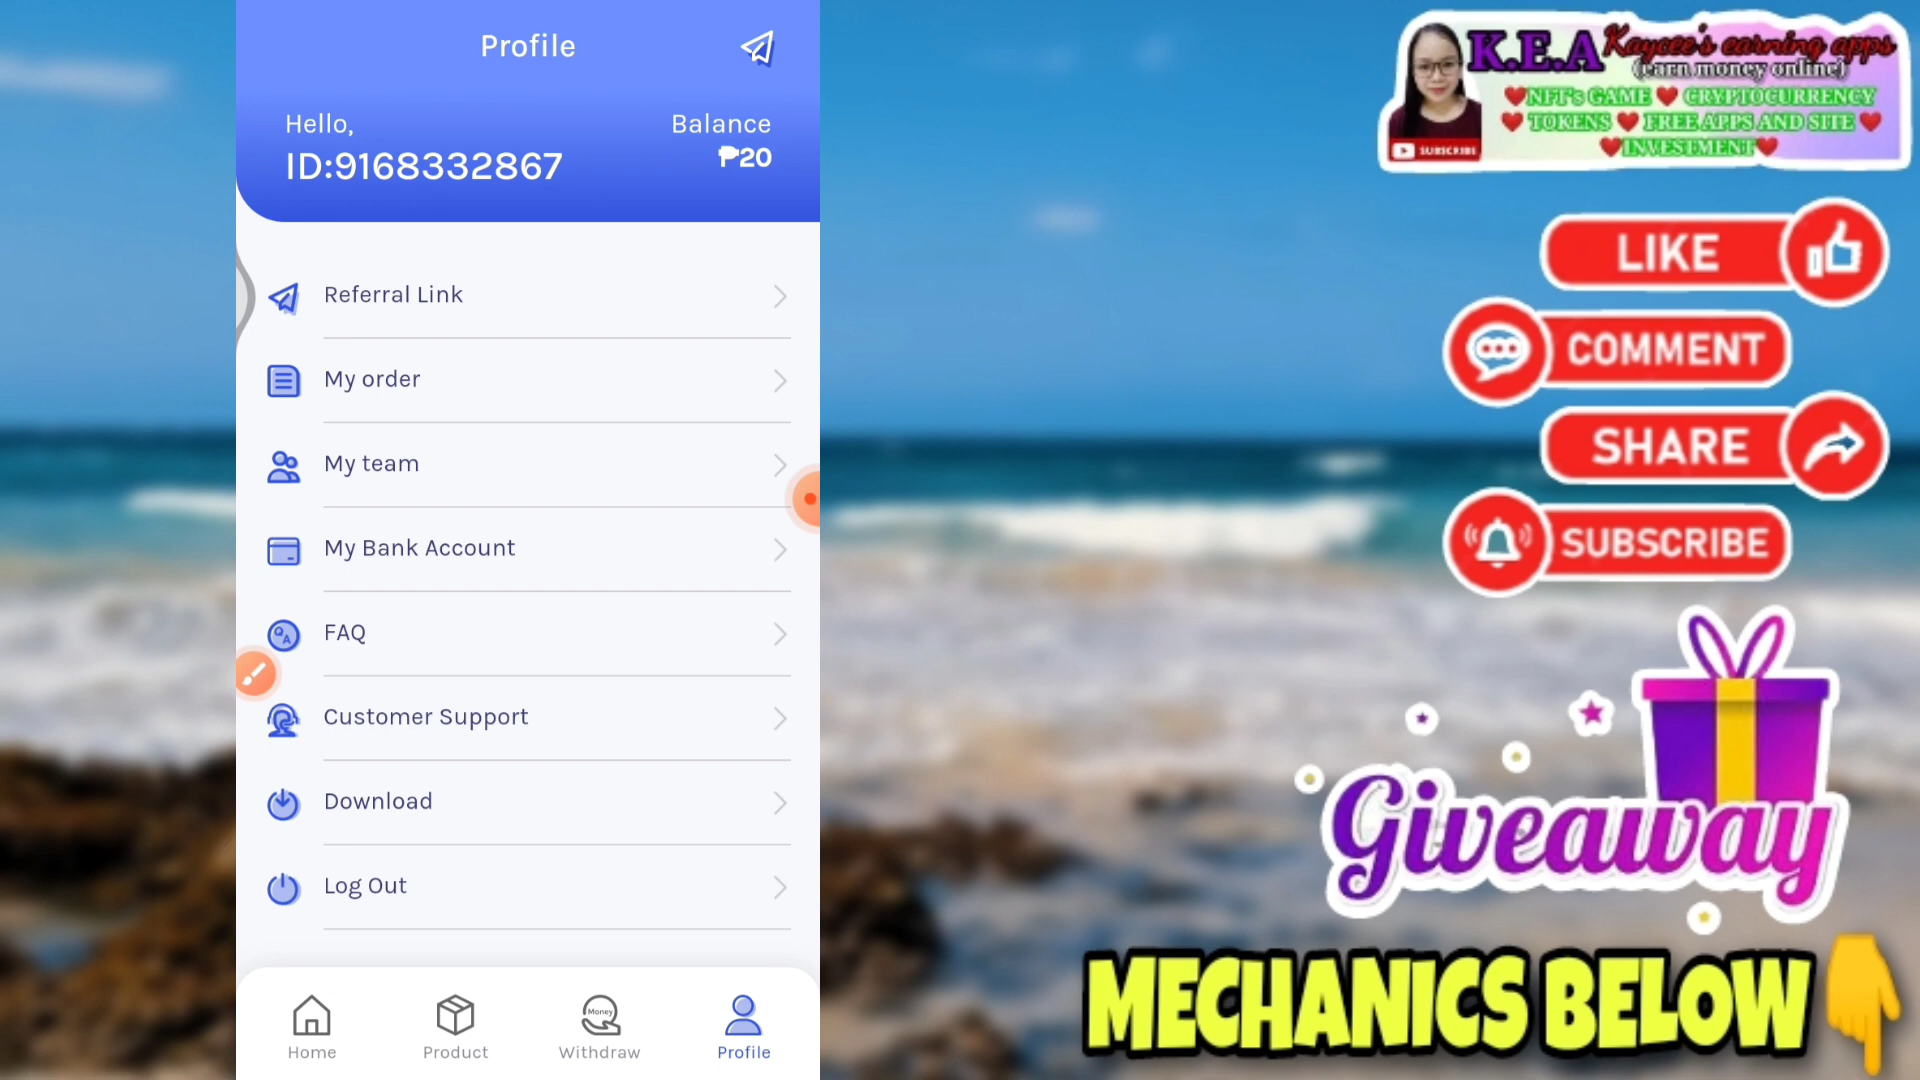 Profile
Hello,
Balance
ID:9168332867
₱20
Referral Link
My order
My team
My Bank Account
FAQ
Customer Support
Download
Log Out
Money
Home
Product
Withdraw
Profile
K.E.A Kaycee's earning apps
(earn money online)
NFT's GAME CRYPTOCURRENCY
TOKENS FREE APPS AND SITE
INVESTMENT
SUBSCRIBE
LIKE
COMMENT
SHARE
SUBSCRIBE
Giveaway
MECHANICS BELOW